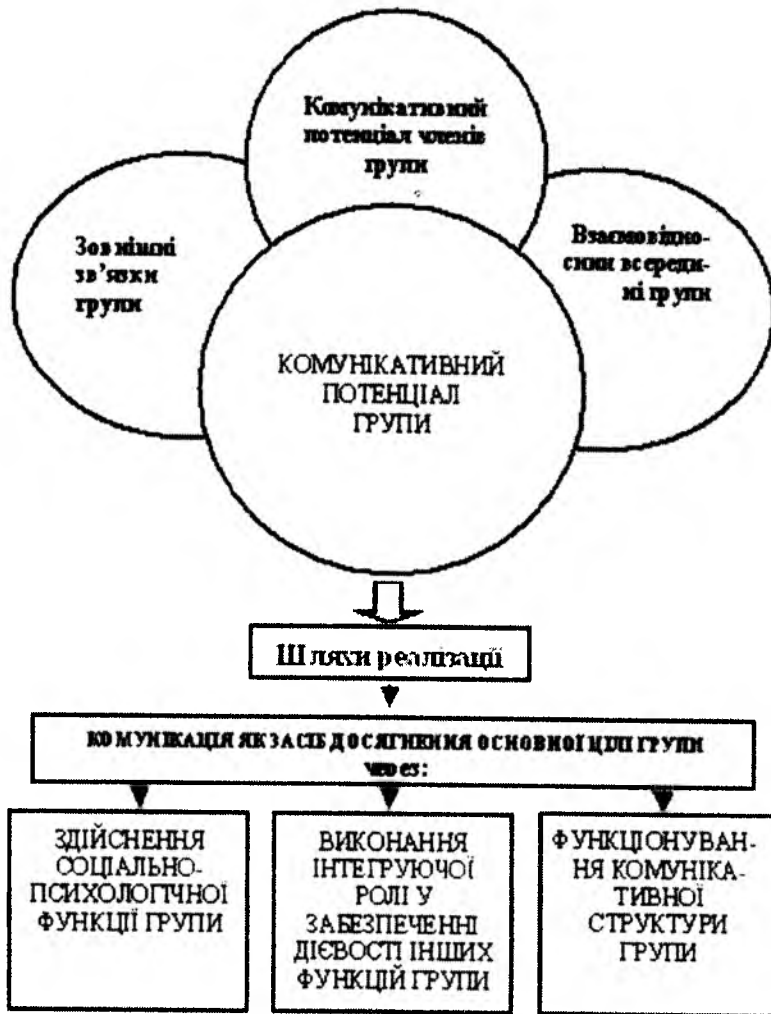 Комунікативний
потенціал членів
групи
Зовнішні
зв’язки
групи
Взаємовідно-
сини всереди-
ні групи
КОМУНІКАТИВНИЙ
ПОТЕНЦІАЛ
ГРУПИ
Шляхи реалізації
КОМУНІКАЦІЯ ЯК ЗАСІБ ДОСЯГНЕННЯ ОСНОВНОЇ ЦІЛІ ГРУПИ
через:
ЗДІЙСНЕННЯ
СОЦІАЛЬНО-
ПСИХОЛОГІЧНОЇ
ФУНКЦІЇ ГРУПИ
ВИКОНАННЯ
ІНТЕГРУЮЧОЇ
РОЛІ У
ЗАБЕЗПЕЧЕННІ
ДІЄВОСТІ ІНШИХ
ФУНКЦІЙ ГРУПИ
ФУНКЦІОНУВАН-
НЯ КОМУНІКА-
ТИВНОЇ
СТРУКТУРИ
ГРУПИ